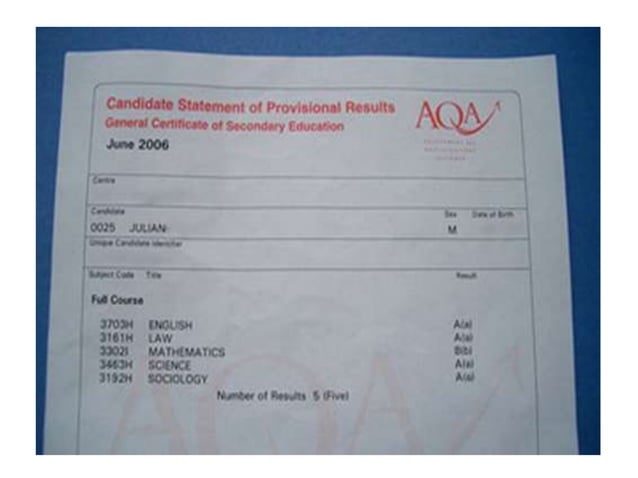 Candidate Statement of Provisional Results
General Certificate of Secondary Education
AQA
June 2006
Centre
Candidate Sex Date of Birth
0025 JULIAN M
Unique Candidate Identifier
Subject Code Title Result
Full Course
3703H ENGLISH A(a)
3161H LAW A(a)
3302I MATHEMATICS B(b)
3463H SCIENCE A(a)
3192H SOCIOLOGY A(a)
Number of Results 5 (Five)
AQA